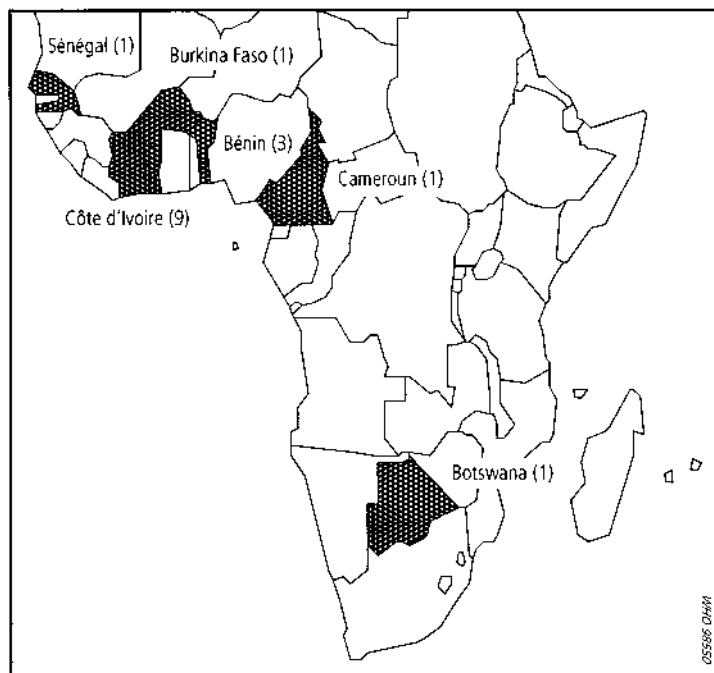 Sénégal (1)
Burkina Faso (1)
Bénin (3)
Cameroun (1)
Côte d'Ivoire (9)
Botswana (1)
WHO 98550